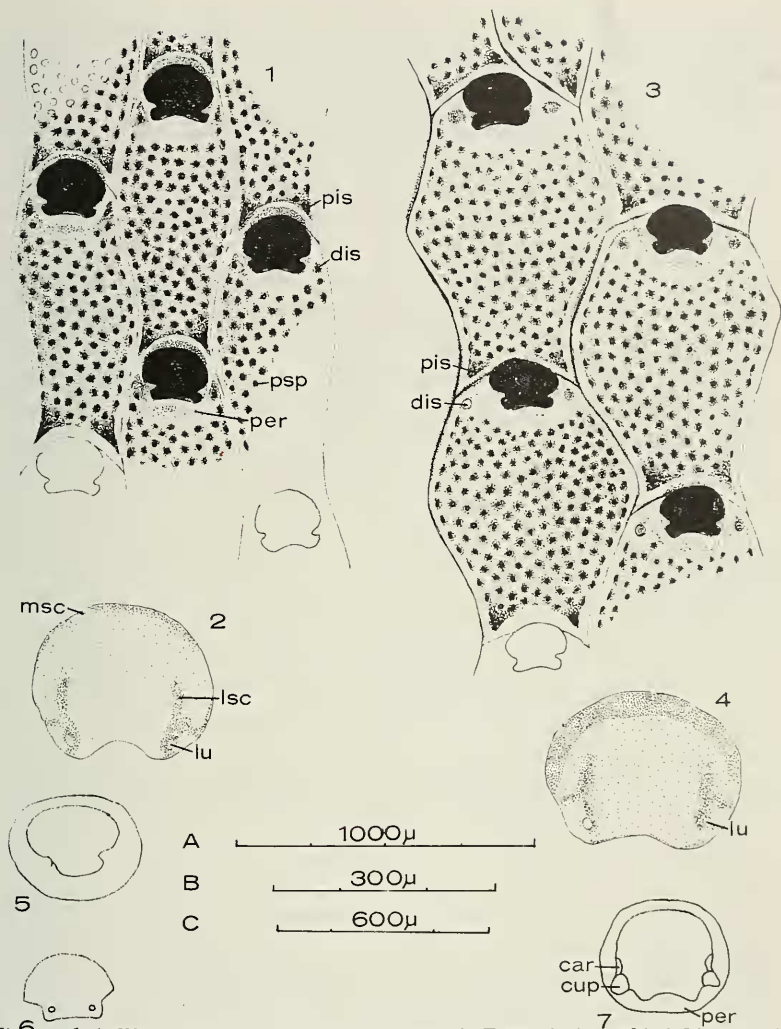 1
3
pis
dis
psp
per
pis
dis
msc
2
lsc
lu
4
lu
A 1000µ
B 300µ
C 600µ
5
6
car
cup
per
7